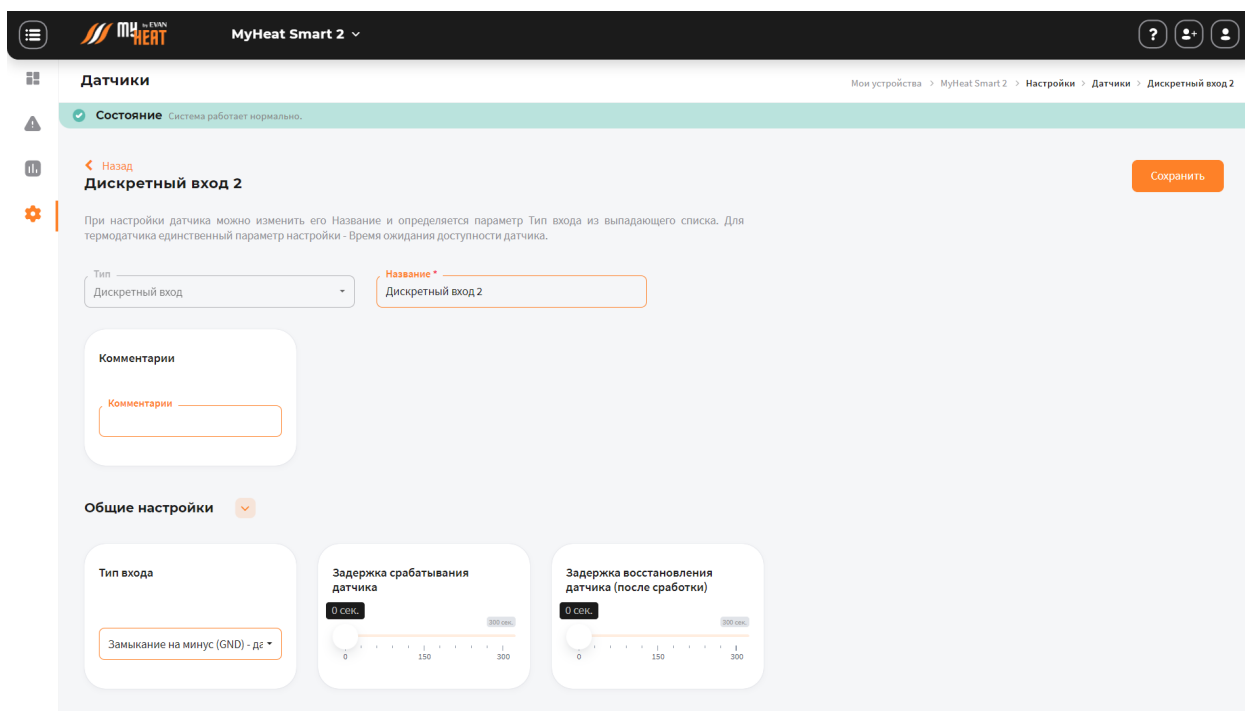 MYHEAT by EVAN
MyHeat Smart 2
?
Датчики
Мои устройства > MyHeat Smart 2 > Настройки > Датчики > Дискретный вход 2
Состояние Система работает нормально.
Назад
Дискретный вход 2
Сохранить
При настройки датчика можно изменить его Название и определяется параметр Тип входа из выпадающего списка. Для
термодатчика единственный параметр настройки - Время ожидания доступности датчика.
Тип
Дискретный вход
Название *
Дискретный вход 2
Комментарии
Комментарии
Общие настройки
Тип входа
Замыкание на минус (GND) - да
Задержка срабатывания
датчика
0 сек.
300 сек.
0 150 300
Задержка восстановления
датчика (после сработки)
0 сек.
300 сек.
0 150 300